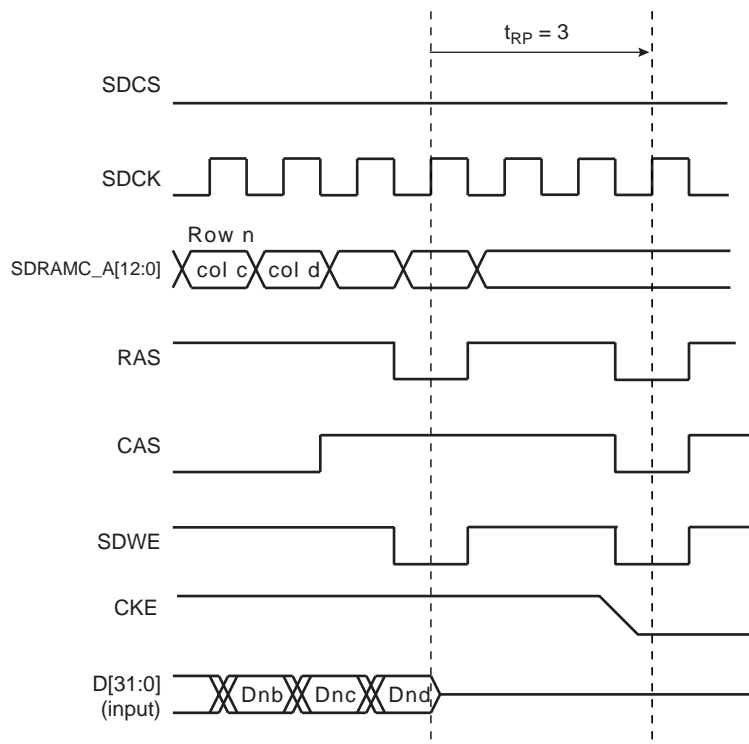 t_RP = 3
SDCS
SDCK
Row n
SDRAMC_A[12:0]
col c
col d
RAS
CAS
SDWE
CKE
D[31:0]
(input)
Dnb
Dnc
Dnd